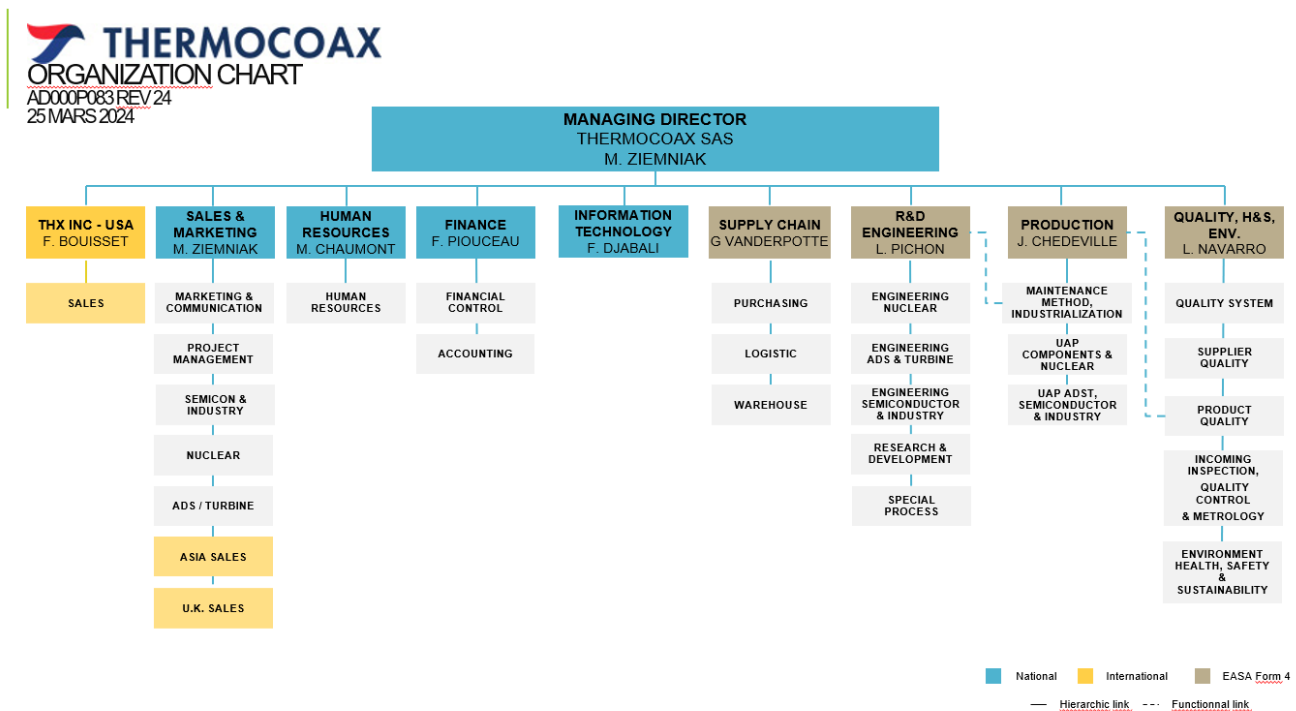 THERMOCOAX
ORGANIZATION CHART
AD000P083 REV 24
25 MARS 2024
MANAGING DIRECTOR
THERMOCOAX SAS
M. ZIEMNIAK
THX INC - USA
F. BOUISSET
SALES
SALES &
MARKETING
M. ZIEMNIAK
MARKETING &
COMMUNICATION
PROJECT
MANAGEMENT
SEMICON &
INDUSTRY
NUCLEAR
ADS / TURBINE
ASIA SALES
U.K. SALES
HUMAN
RESOURCES
M. CHAUMONT
HUMAN
RESOURCES
FINANCE
F. PIOUCEAU
FINANCIAL
CONTROL
ACCOUNTING
INFORMATION
TECHNOLOGY
F. DJABALI
SUPPLY CHAIN
G VANDERPOTTE
PURCHASING
LOGISTIC
WAREHOUSE
R&D
ENGINEERING
L. PICHON
ENGINEERING
NUCLEAR
ENGINEERING
ADS & TURBINE
ENGINEERING
SEMICONDUCTOR
& INDUSTRY
RESEARCH &
DEVELOPMENT
SPECIAL
PROCESS
PRODUCTION
J. CHEDEVILLE
MAINTENANCE
METHOD,
INDUSTRIALIZATION
UAP
COMPONENTS &
NUCLEAR
UAP ADST,
SEMICONDUCTOR
& INDUSTRY
QUALITY, H&S,
ENV.
L. NAVARRO
QUALITY SYSTEM
SUPPLIER
QUALITY
PRODUCT
QUALITY
INCOMING
INSPECTION,
QUALITY
CONTROL
& METROLOGY
ENVIRONMENT
HEALTH, SAFETY
&
SUSTAINABILITY
National
International
EASA Form 4
Hierarchic link
Functionnal link